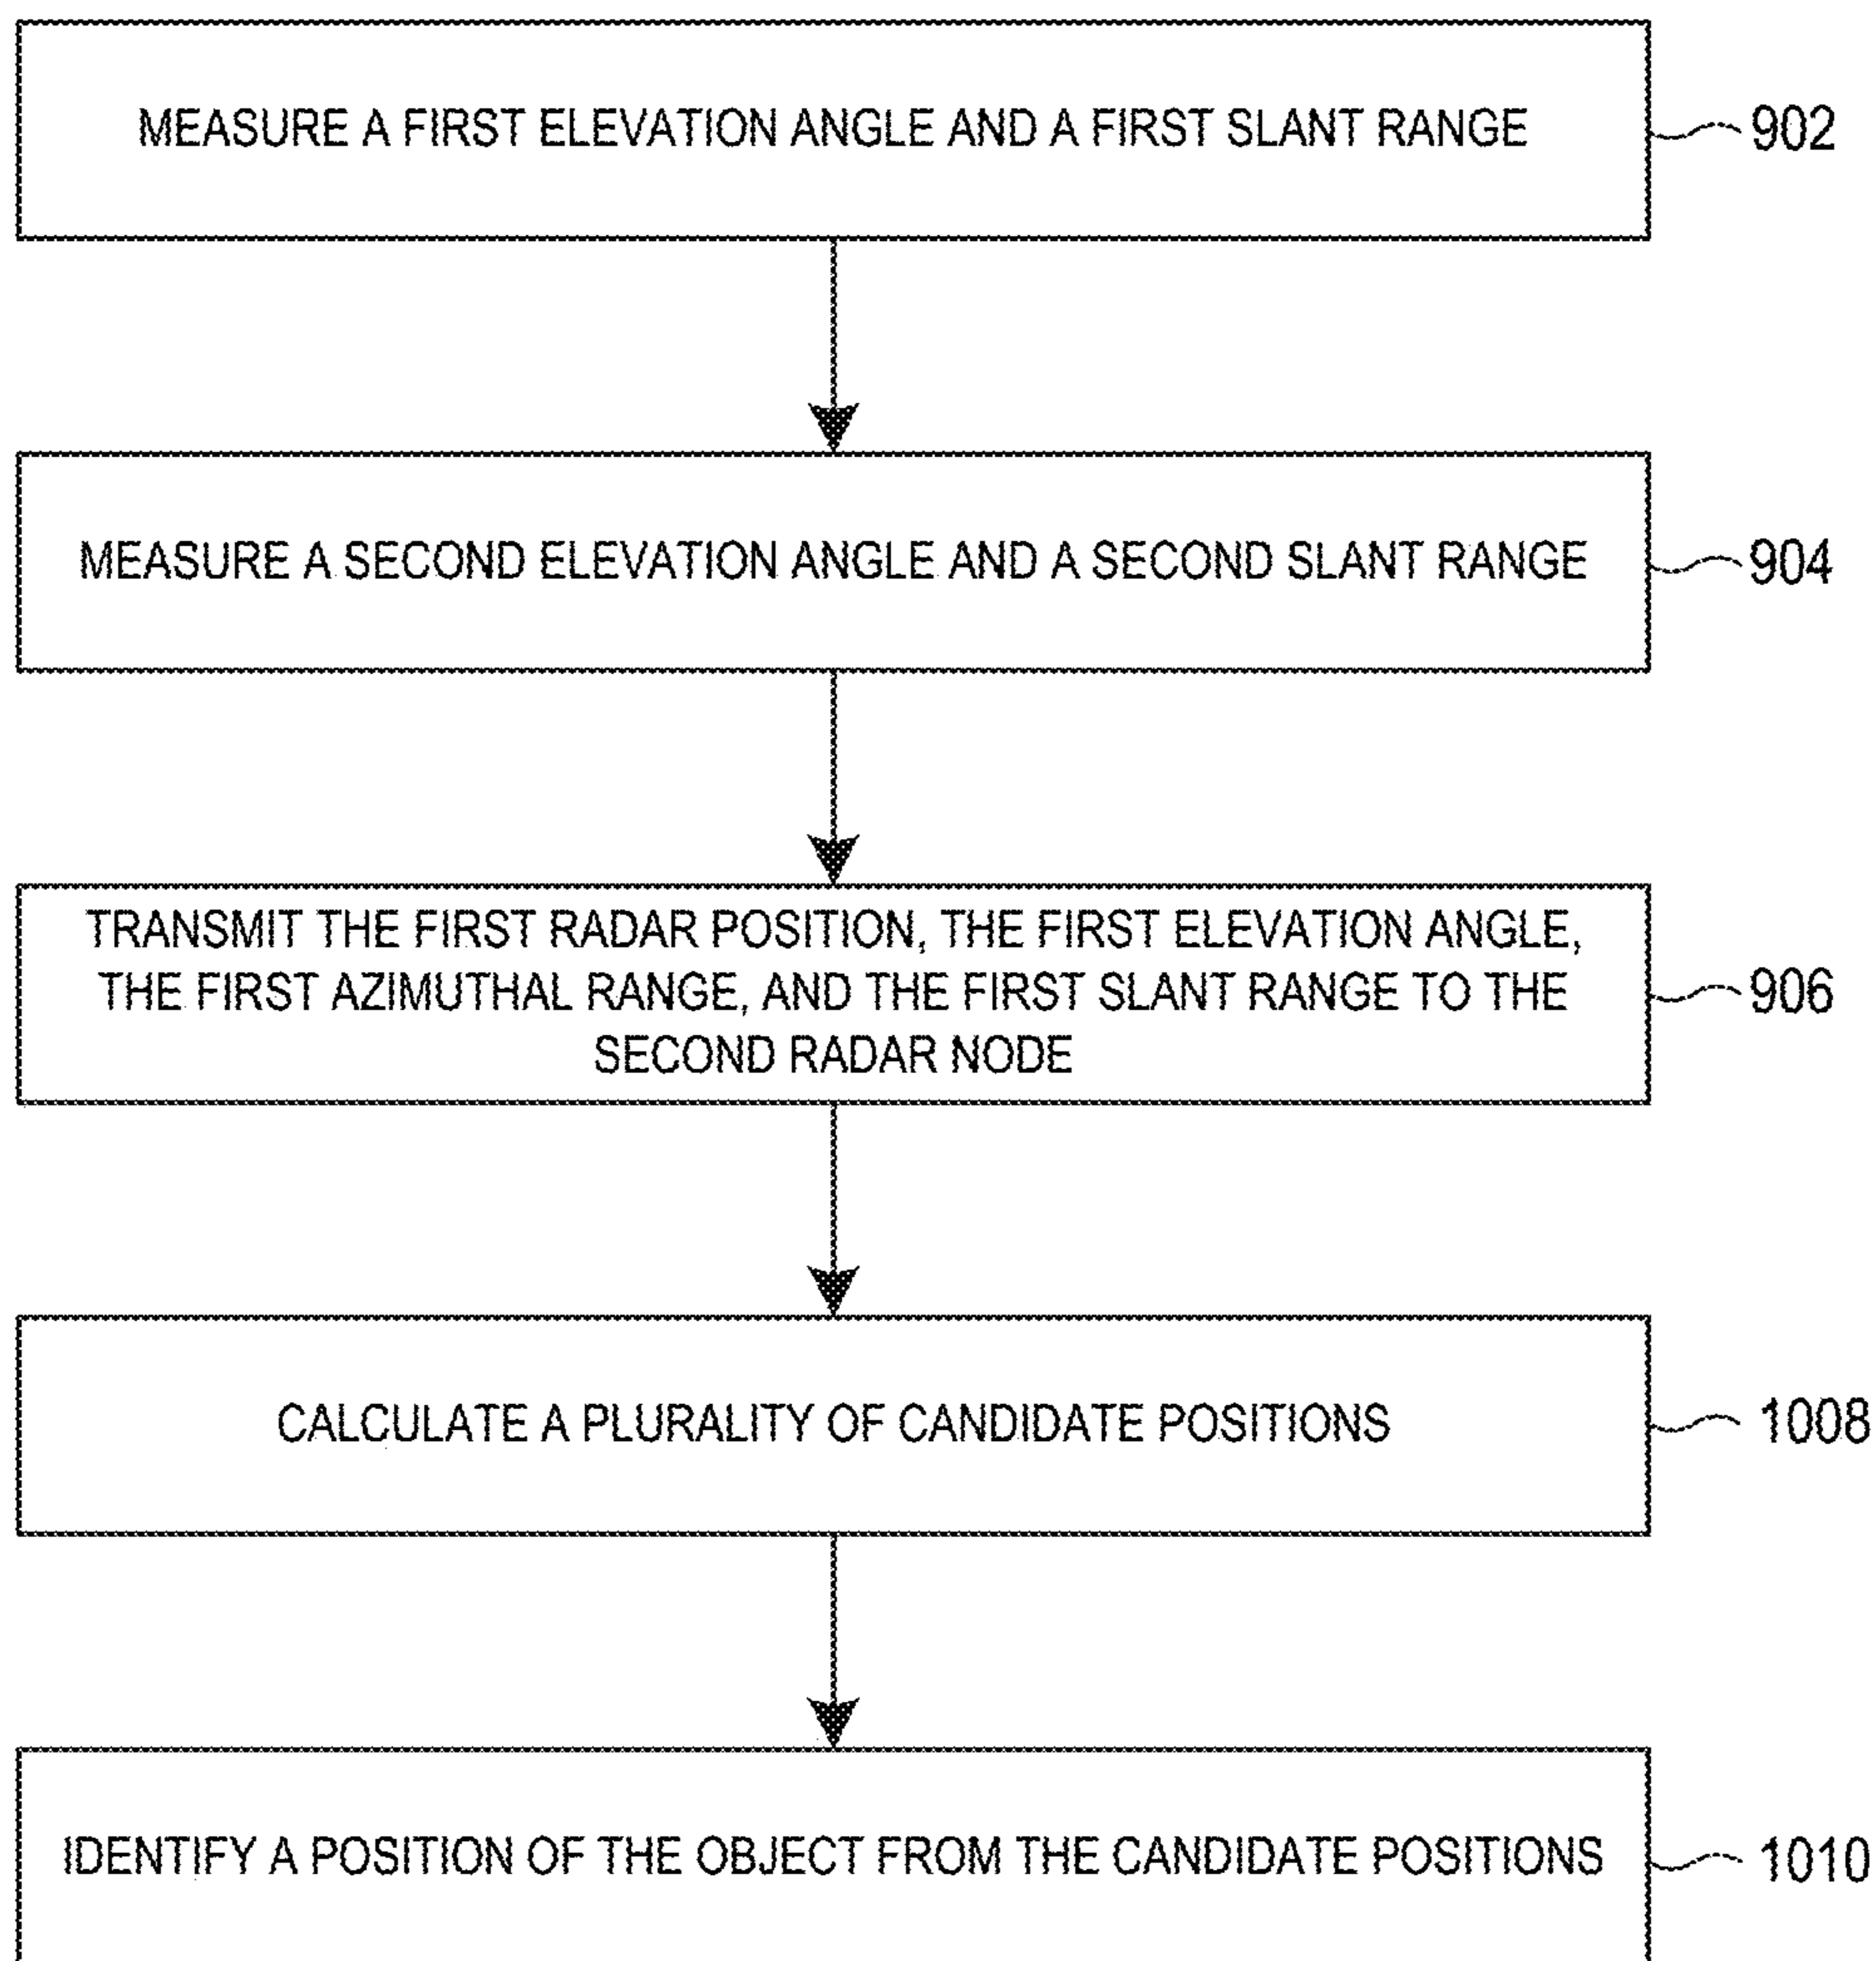 MEASURE A FIRST ELEVATION ANGLE AND A FIRST SLANT RANGE
902
MEASURE A SECOND ELEVATION ANGLE AND A SECOND SLANT RANGE
904
TRANSMIT THE FIRST RADAR POSITION, THE FIRST ELEVATION ANGLE,
THE FIRST AZIMUTHAL RANGE, AND THE FIRST SLANT RANGE TO THE
SECOND RADAR NODE
906
CALCULATE A PLURALITY OF CANDIDATE POSITIONS
1008
IDENTIFY A POSITION OF THE OBJECT FROM THE CANDIDATE POSITIONS
1010